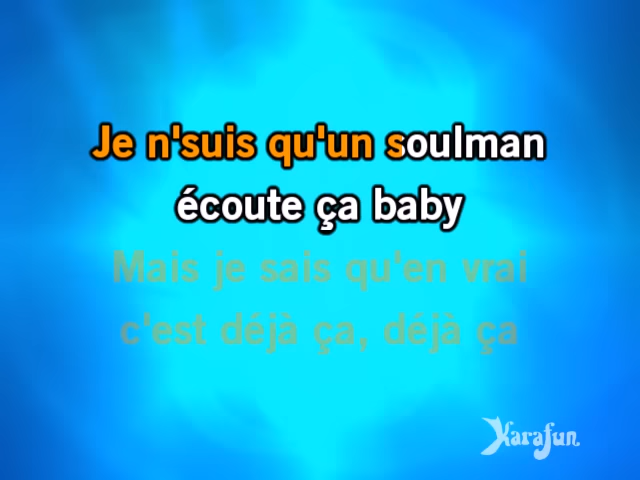 Je n'suis qu'un soulman
écoute ça baby
Mais je sais qu'en vrai
c'est déjà ça, déjà ça
Karafun